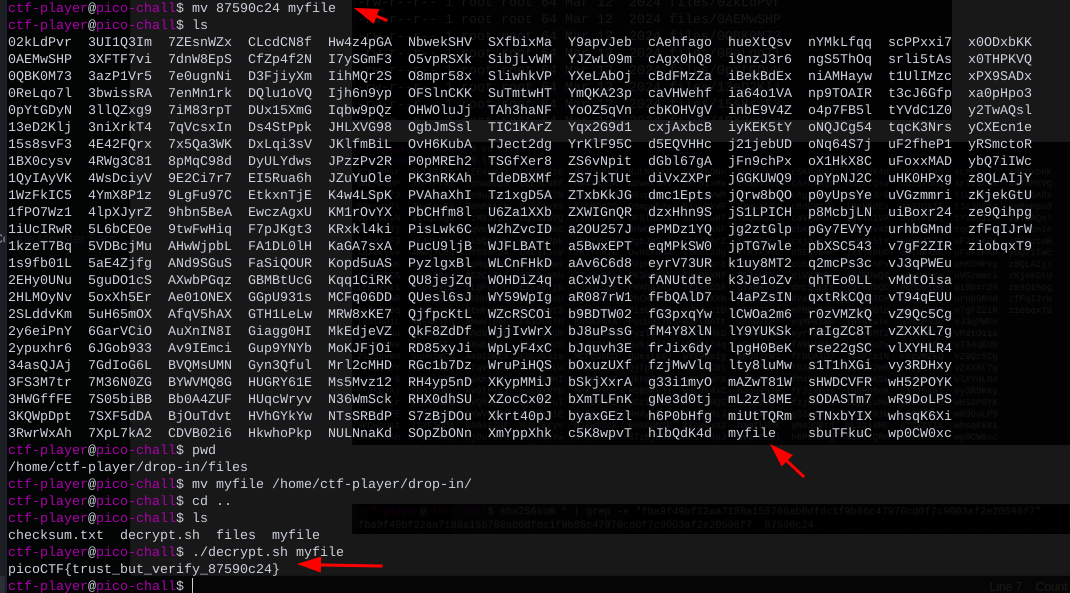 ctf-player@pico-chall$ mv 87590c24 myfile
ctf-player@pico-chall$ ls
02kLdPvr 3UI1Q3Im 7ZEsnWZx CLcdCN8f Hw4z4pGA NbwekSHV SXfbixMa Y9apvJeb cAehfago hueXtQsv nYMkLfqq scPPxxi7 x0ODxbKK
0AEMwSHP 3XFTF7vi 7dnW8EpS CfZp4f2N I7ySGmF3 O5vpRSXk SibjLvWM YJZwL09m cAgx0hQ8 i9nzJ3r6 ngS5ThOq srli5tAs x0THPKVQ
0QBK0M73 3azP1Vr5 7e0ugnNi D3FjiyXm IihMQr2S O8mpr58x SliwhkVP YXeLAbOj cBdFMzZa iBekBdEx niAMHayw t1UlIMzc xPX9SADx
0ReLqo7l 3bwissRA 7enMn1rk DQlu1oVQ Ijh6n9yp OFSlnCKK SuTmtwHT YmQKA23p caVHWehf ia64o1VA np9TOAIR t3cJ6Gfp xa0pHpo3
0pYtGDyN 3llQZxg9 7iM83rpT DUx15XmG Iqbw9pQz OHWOluJj TAh3haNF YoOZ5qVn cbKOHVgV inbE9V4Z o4p7FB5l tYVdC1Z0 y2TwAQsl
13eD2Klj 3niXrkT4 7qVcsxIn Ds4StPpk JHLXVG98 OgbJmSsl TIC1KArZ Yqx2G9d1 cxjAxbcB iyKEK5tY oNQJCg54 tqcK3Nrs yCXEcn1e
15s8svF3 4E42FQrx 7x5Qa3WK DxLqi3sV JKlfmBiL OvH6KubA TJect2dg YrKlF95C d5EQVHHc j21jebUD oNq64S7j uF2fheP1 yRSmctoR
1BX0cysv 4RWg3C81 8pMqC98d DyULYdws JPzzPv2R P0pMREh2 TSGfXer8 ZS6vNpit dGbl67gA jFn9chPx oX1HkX8C uFoxxMAD ybQ7iIWc
1QyIAyVK 4WsDciyV 9E2Ci7r7 EI5Rua6h JZuYuOle PK3nRKAh TdeDBXMf ZS7jkTUt diVxZXPr jGGKUWQ9 opYpNJ2C uHK0HPxg z8QLAIjY
1WzFkIC5 4YmX8P1z 9LgFu97C EtkxnTjE K4w4LSpK PVAhaXhI Tz1xgD5A ZTxbKkJG dmc1Epts jQrw8bQO p0yUpsYe uVGzmmri zKjekGtU
1fPO7Wz1 4lpXJyrZ 9hbn5BeA EwczAgxU KM1rOvYX PbCHfm8l U6Za1XXb ZXWIGnQR dzxHhn9S jS1LPICH p8McbjLN uiBoxr24 ze9Qihpg
1iUcIRwR 5L6bCEOe 9twFwHiq F7pJKgt3 KRxkl4ki PisLwk6C W2hZvcID a2OU257J ePMDz1YQ jg2ztGlp pGy7EVYy urhbGMnd zfFqIJrW
1kzeT7Bq 5VDBcjMu AHwWjpbL FA1DL0lH KaGA7sxA PucU9ljB WJFLBATt a5BwxEPT eqMPkSW0 jpTG7wle pbXSC543 v7gF2ZIR ziobqxT9
1s9fb01L 5aE4Zjfg ANd9SGuS FaSiQOUR Kopd5uAS PyzlgxBl WLCnFHkD aAv6C6d8 eyrV73UR k1uy8MT2 q2mcPs3c vJ3qPWEu
2EHy0UNu 5guDO1cS AXwbPGqz GBMBtUcG Kqq1CiRK QU8jejZq WOHDiZ4q aCxWJytK fANUtdte k3Je1oZv qhTEo0LL vMdtOisa
2HLMOyNv 5oxXh5Er Ae01ONEX GGpU931s MCFq06DD QUesl6sJ WY59WpIg aR087rW1 fFbQAlD7 l4aPZsIN qxtRkCQq vT94qEUU
2SLddvKm 5uH65mOX AfqV5hAX GTH1LeLw MRW8xKE7 QjfpcKtL WZcRSCOi b9BDTW02 fG3pxqYw lCWOa2m6 r0zVMZkQ vZ9Qc5Cg
2y6eiPnY 6GarVCiO AuXnIN8I Giagg0HI MkEdjeVZ QkF8ZdDf WjjIvWrX bJ8uPssG fM4Y8XlN lY9YUKSk raIgZC8T vZXXKL7g
2ypuxhr6 6JGob933 Av9IEmci Gup9YNYb MoKJFjOi RD85xyJi WpLyF4xC bJquvh3E frJix6dy lpgH0BeK rse22gSC vlXYHLR4
34asQJAj 7GdIoG6L BVQMsUMN Gyn3Qful Mrl2cMHD RGc1b7Dz WruPiHQS bOxuzUXf fzjMwVlq lty8luMw s1T1hXGi vy3RDHxy
3FS3M7tr 7M36N0ZG BYWVMQ8G HUGRY61E Ms5Mvz12 RH4yp5nD XKypMMiJ bSkjXxrA g33i1myO mAZwT81W sHWDCVFR wH52POYK
3HWGffFE 7S05biBB Bb0A4ZUF HUqcWryv N36WmSck RHX0dhSU XZocCx02 bXmTLFnK gNe3d0tj mL2zl8ME sODASTm7 wR9DoLPS
3KQWpDpt 7SXF5dDA BjOuTdvt HVhGYkYw NTsSRBdP S7zBjDOu Xkrt40pJ byaxGEzl h6P0bHfg miUtTQRm sTNxbYIX whsqK6Xi
3RwrWxAh 7XpL7kA2 CDVB02i6 HkwhoPkp NULNnaKd SOpZbONn XmYppXhk c5K8wpvT hIbQdK4d myfile sbuTFkuC wp0CW0xc
ctf-player@pico-chall$ pwd
/home/ctf-player/drop-in/files
ctf-player@pico-chall$ mv myfile /home/ctf-player/drop-in/
ctf-player@pico-chall$ cd ..
ctf-player@pico-chall$ ls
checksum.txt decrypt.sh files myfile
ctf-player@pico-chall$ ./decrypt.sh myfile
picoCTF{trust_but_verify_87590c24}
ctf-player@pico-chall$